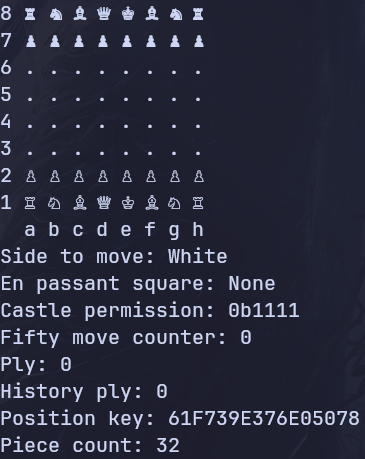 8 ♜ ♞ ♝ ♛ ♚ ♝ ♞ ♜
7 ♟ ♟ ♟ ♟ ♟ ♟ ♟ ♟
6 . . . . . . . .
5 . . . . . . . .
4 . . . . . . . .
3 . . . . . . . .
2 ♙ ♙ ♙ ♙ ♙ ♙ ♙ ♙
1 ♖ ♘ ♗ ♕ ♔ ♗ ♘ ♖
a b c d e f g h
Side to move: White
En passant square: None
Castle permission: 0b1111
Fifty move counter: 0
Ply: 0
History ply: 0
Position key: 61F739E376E05078
Piece count: 32